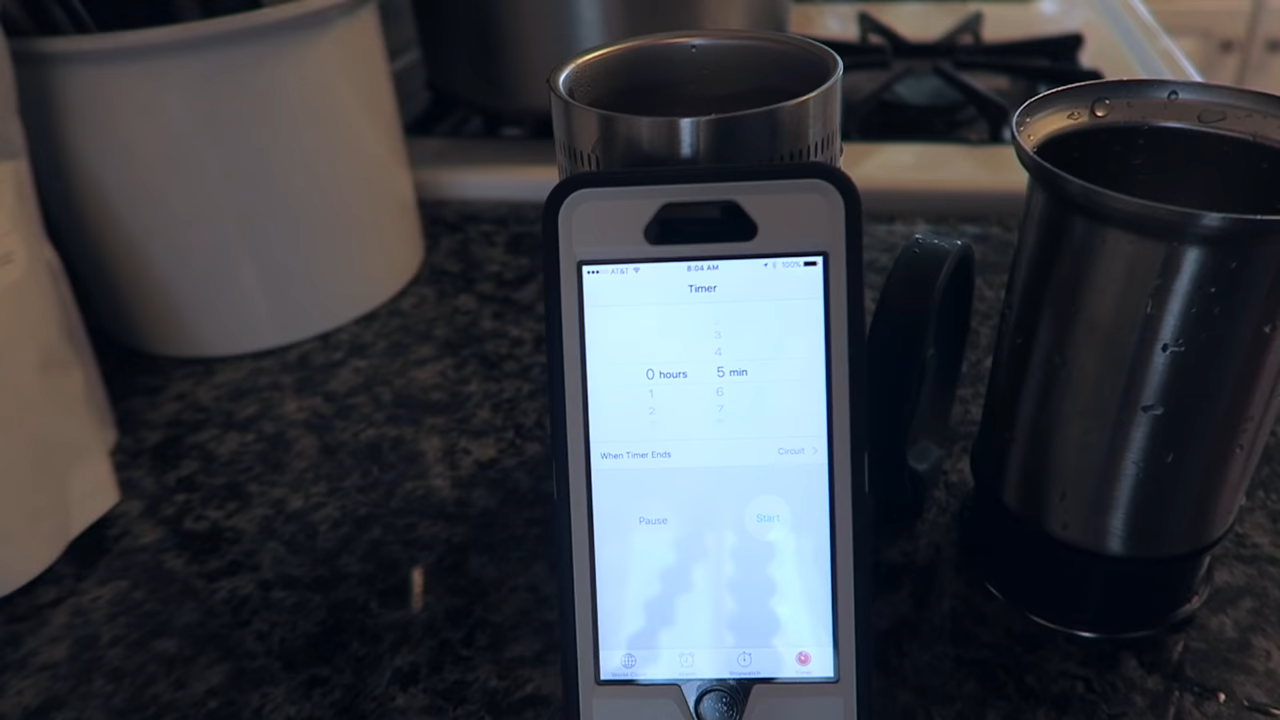 AT&T 8:04 AM 100%
Timer
3
4
0 hours 5 min
1 6
2 7
When Timer Ends Circuit
Pause Start